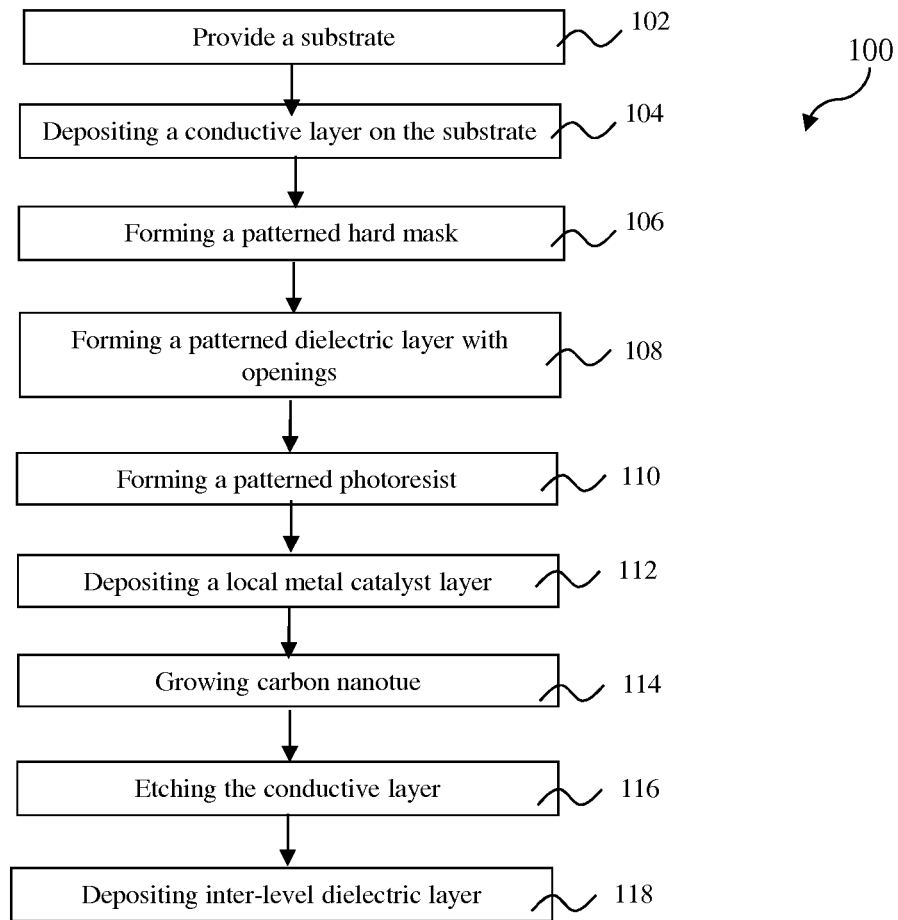 Provide a substrate
102
100
Depositing a conductive layer on the substrate
104
Forming a patterned hard mask
106
Forming a patterned dielectric layer with
openings
108
Forming a patterned photoresist
110
Depositing a local metal catalyst layer
112
Growing carbon nanotue
114
Etching the conductive layer
116
Depositing inter-level dielectric layer
118